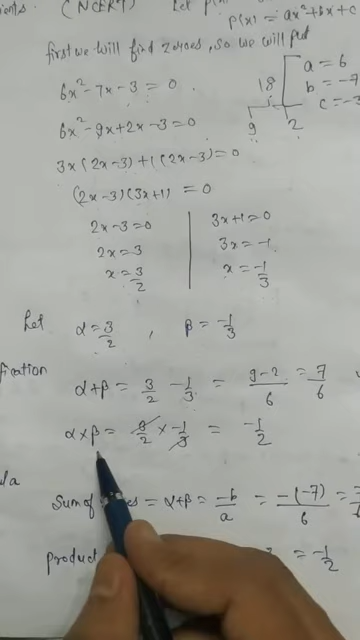 (NCERT) Let
P(x) = ax²+bx+c
first we will find zeroes, so we will put
6x²-7x-3=0
a=6
b=-7
c=-3
18
9 2
6x²-9x+2x-3=0
3x(2x-3)+1(2x-3)=0
(2x-3)(3x+1)=0
2x-3=0 3x+1=0
2x=3 3x=-1
x=3/2 x=-1/3
Let α=3/2 , β=-1/3
α+β = 3/2 - 1/3 = 9-2/6 = 7/6
α×β = 3/2 × -1/3 = -1/2
Sum of = α+β = -b/a = -(-7)/6 =
product = -1/2